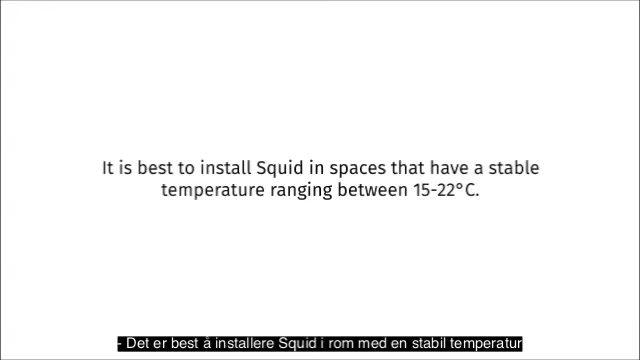 It is best to install Squid in spaces that have a stable
temperature ranging between 15-22°C.
- Det er best å installere Squid i rom med en stabil temperatur